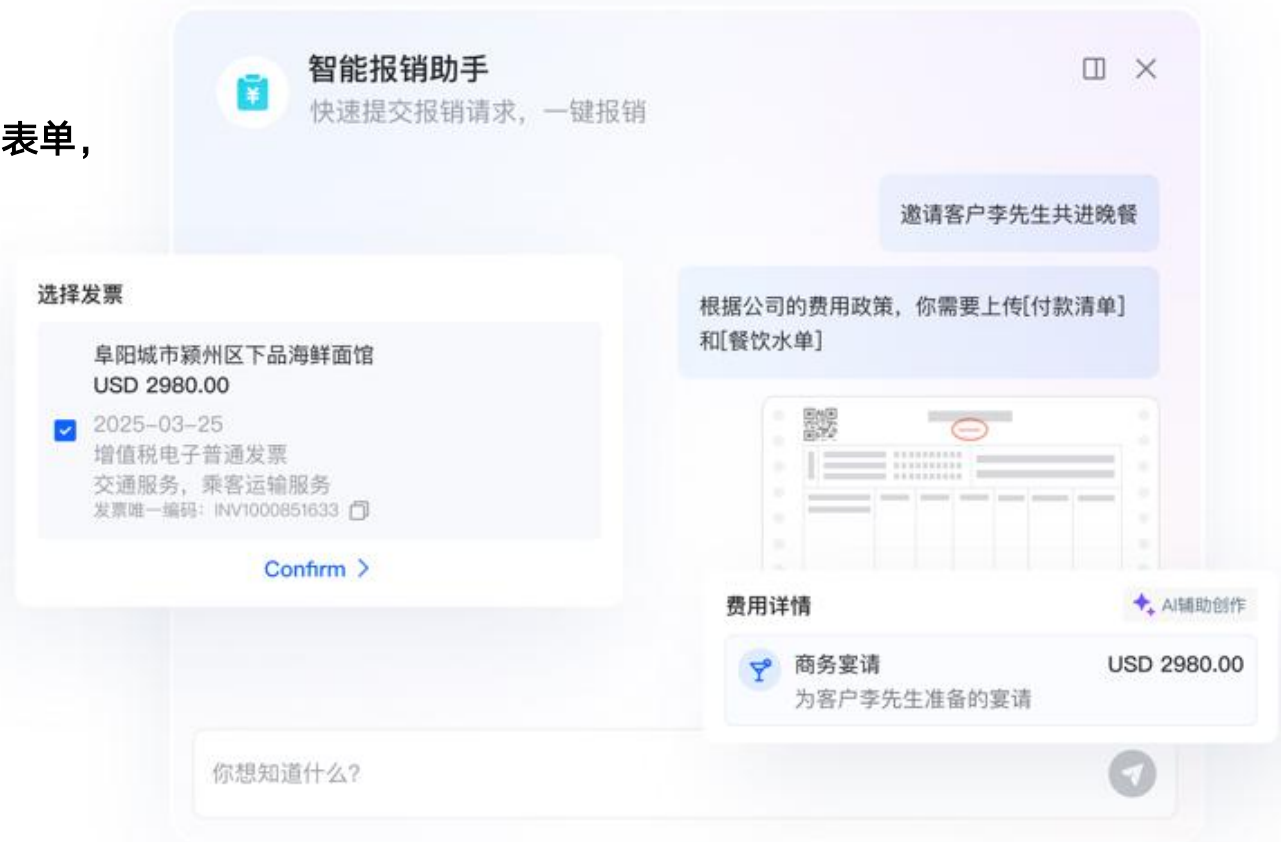 表单，
智能报销助手
快速提交报销请求，一键报销
邀请客户李先生共进晚餐
根据公司的费用政策，你需要上传[付款清单]
和[餐饮水单]
选择发票
阜阳城市颍州区下品海鲜面馆
USD 2980.00
2025-03-25
增值税电子普通发票
交通服务，乘客运输服务
发票唯一编码：INV1000851633
Confirm >
费用详情
AI辅助创作
商务宴请
USD 2980.00
为客户李先生准备的宴请
你想知道什么?